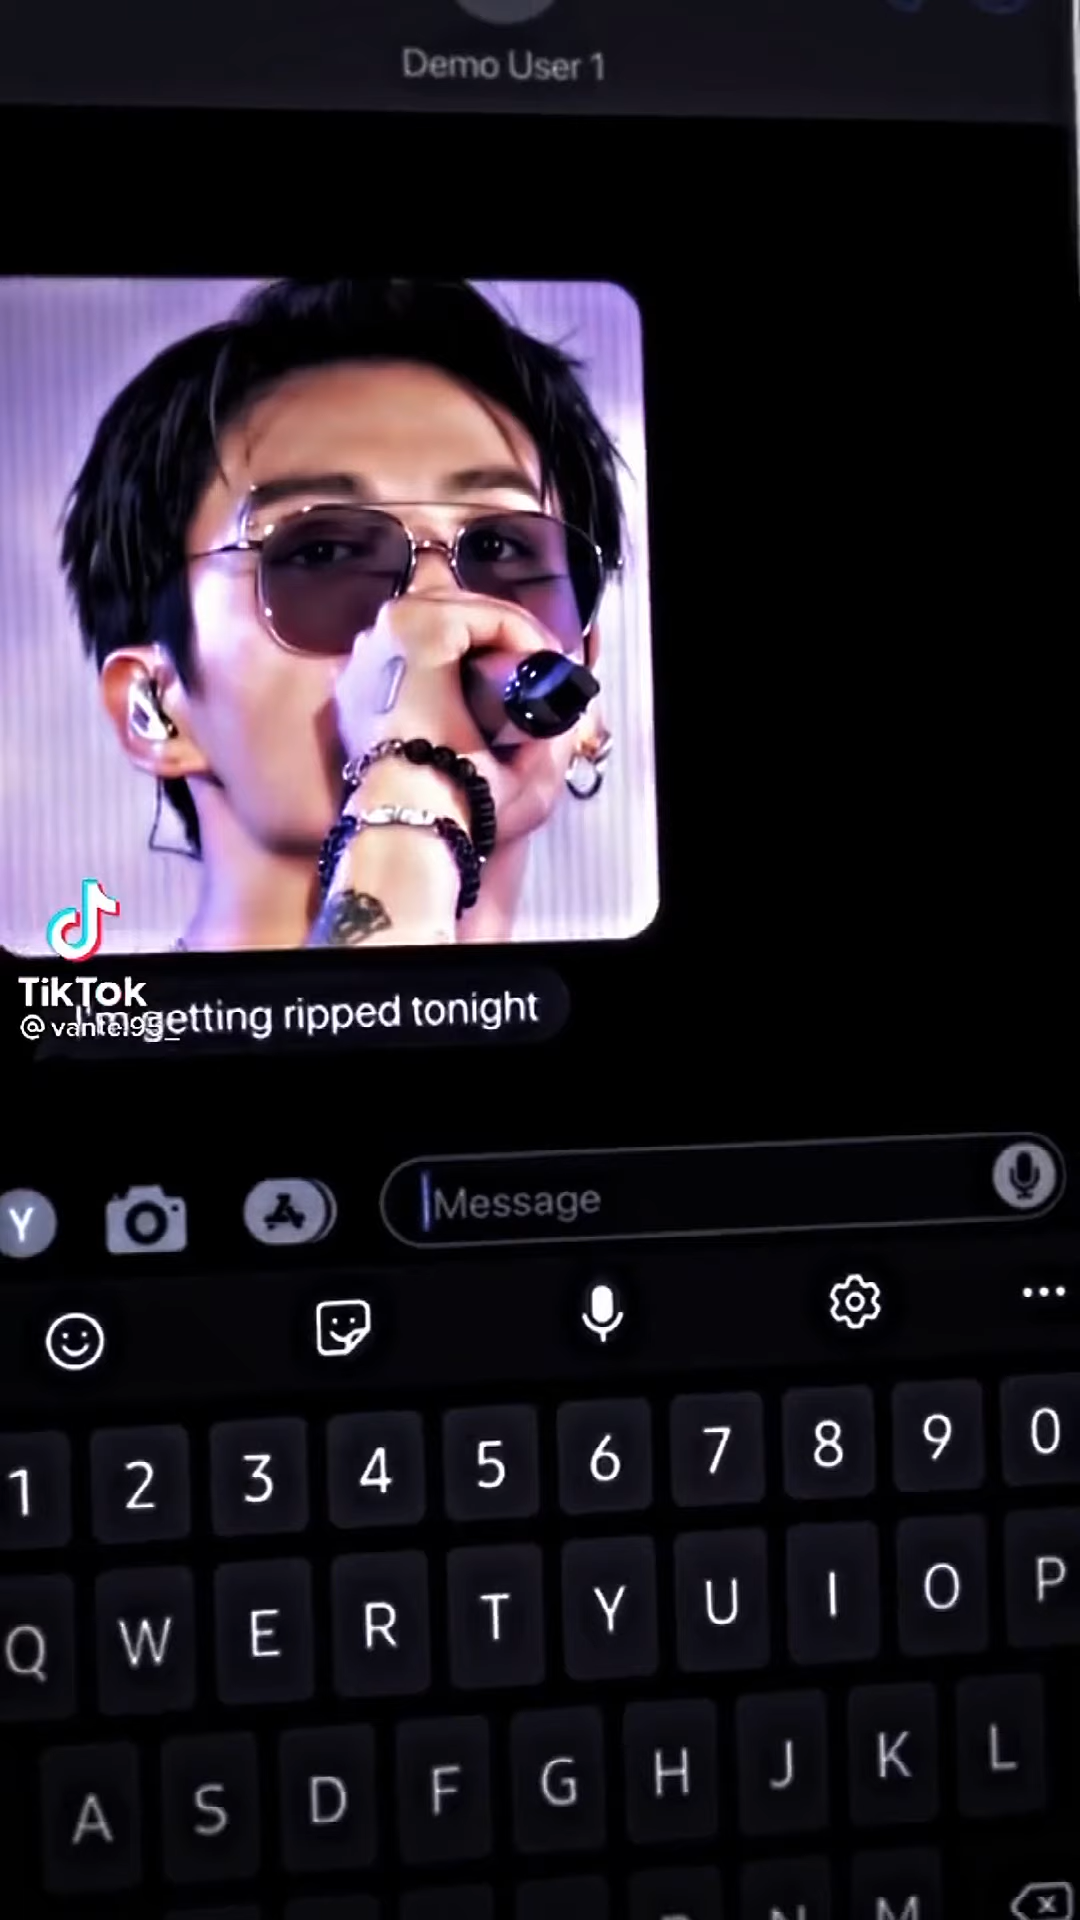 Demo User 1
TikTok
I'm getting ripped tonight
Y
Message
1 2 3 4 5 6 7 8 9 0
Q W E R T Y U I O P
A S D F G H J K L
N M